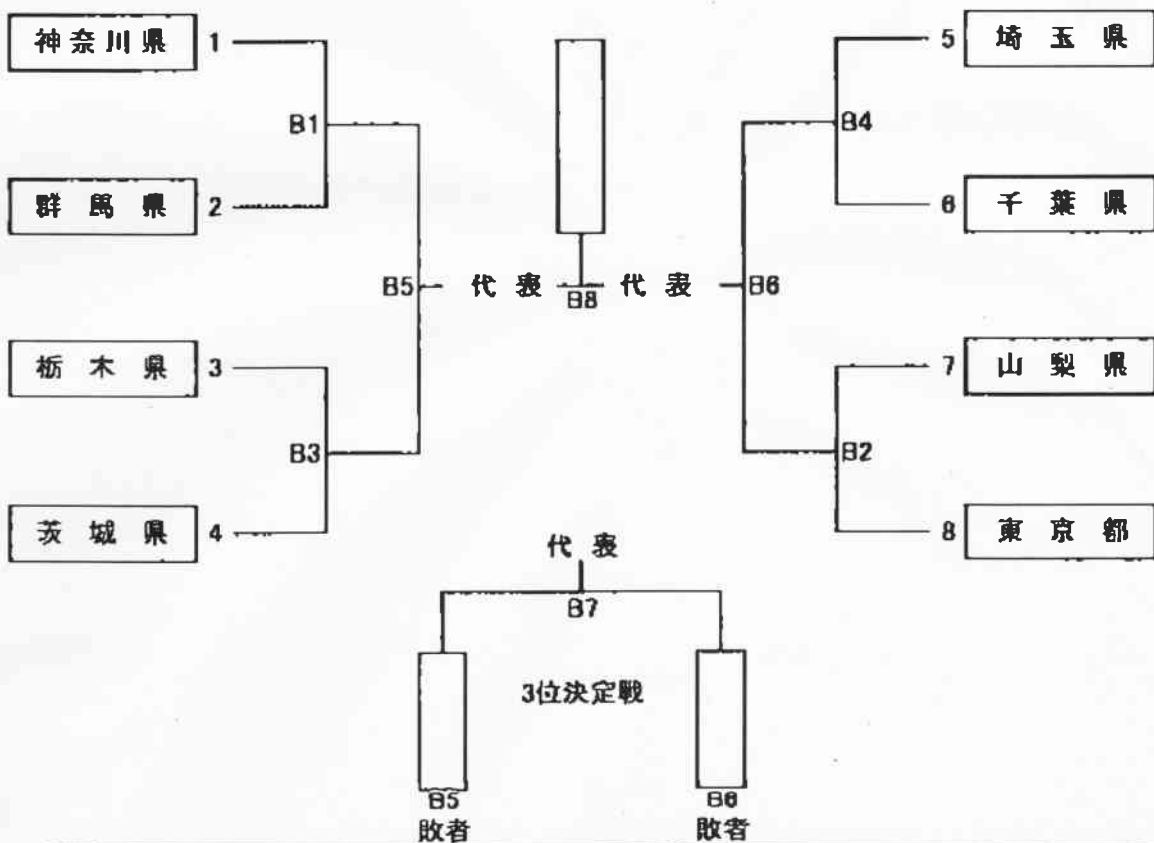 神奈川県 1
5 埼玉県
B1
B4
群馬県 2
6 千葉県
B5 代表 B8 代表 B6
栃木県 3
7 山梨県
B3
B2
茨城県 4
8 東京都
代表
B7
3位決定戦
B5
敗者
B6
敗者